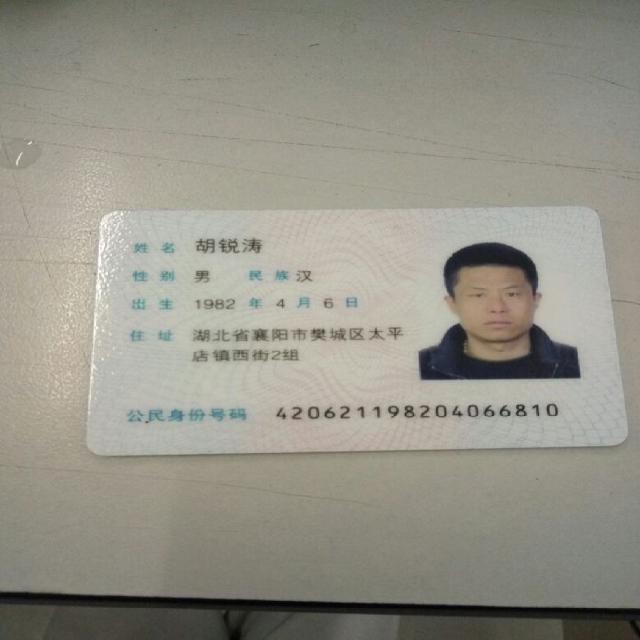 姓名 胡锐涛
性别 男 民族 汉
出生 1982 年 4 月 6 日
住址 湖北省襄阳市樊城区太平
店镇西街2组
公民身份号码 420621198204066810